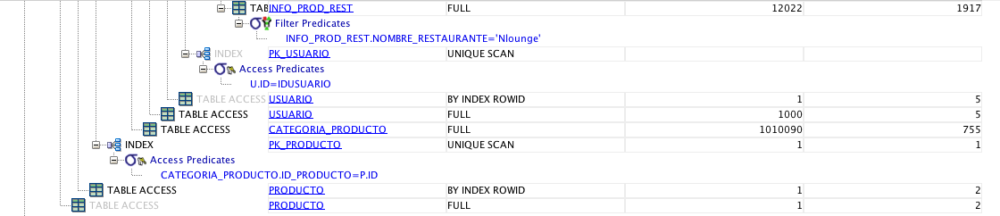 TABLE INFO_PROD_REST FULL 12022 1917
Filter Predicates
INFO_PROD_REST.NOMBRE_RESTAURANTE='Nlounge'
INDEX PK_USUARIO UNIQUE SCAN
Access Predicates
U.ID=IDUSUARIO
TABLE ACCESS USUARIO BY INDEX ROWID 1 5
TABLE ACCESS USUARIO FULL 1000 5
TABLE ACCESS CATEGORIA_PRODUCTO FULL 1010090 755
INDEX PK_PRODUCTO UNIQUE SCAN 1 1
Access Predicates
CATEGORIA_PRODUCTO.ID_PRODUCTO=P.ID
TABLE ACCESS PRODUCTO BY INDEX ROWID 1 2
TABLE ACCESS PRODUCTO FULL 1 2